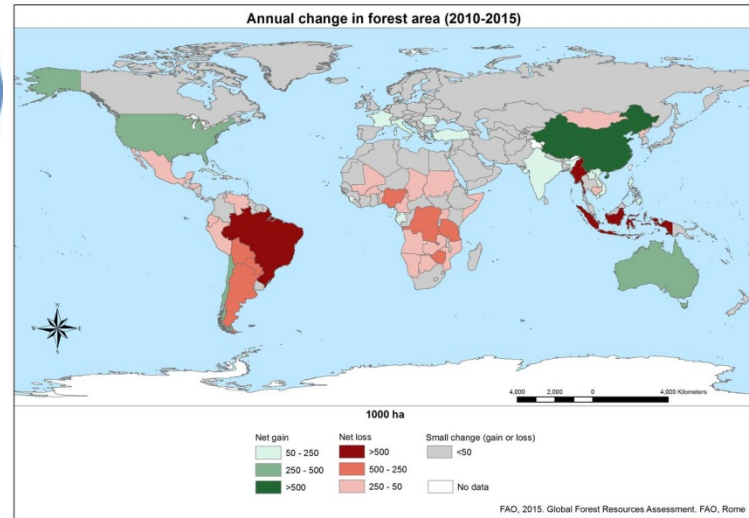 Annual change in forest area (2010-2015)
N
W E
S
4,000 2,000 0 4,000 Kilometers
1000 ha
Net gain Net loss Small change (gain or loss)
50 - 250 >500 <50
250 - 500 500 - 250
>500 250 - 50 No data
FAO, 2015. Global Forest Resources Assessment. FAO, Rome